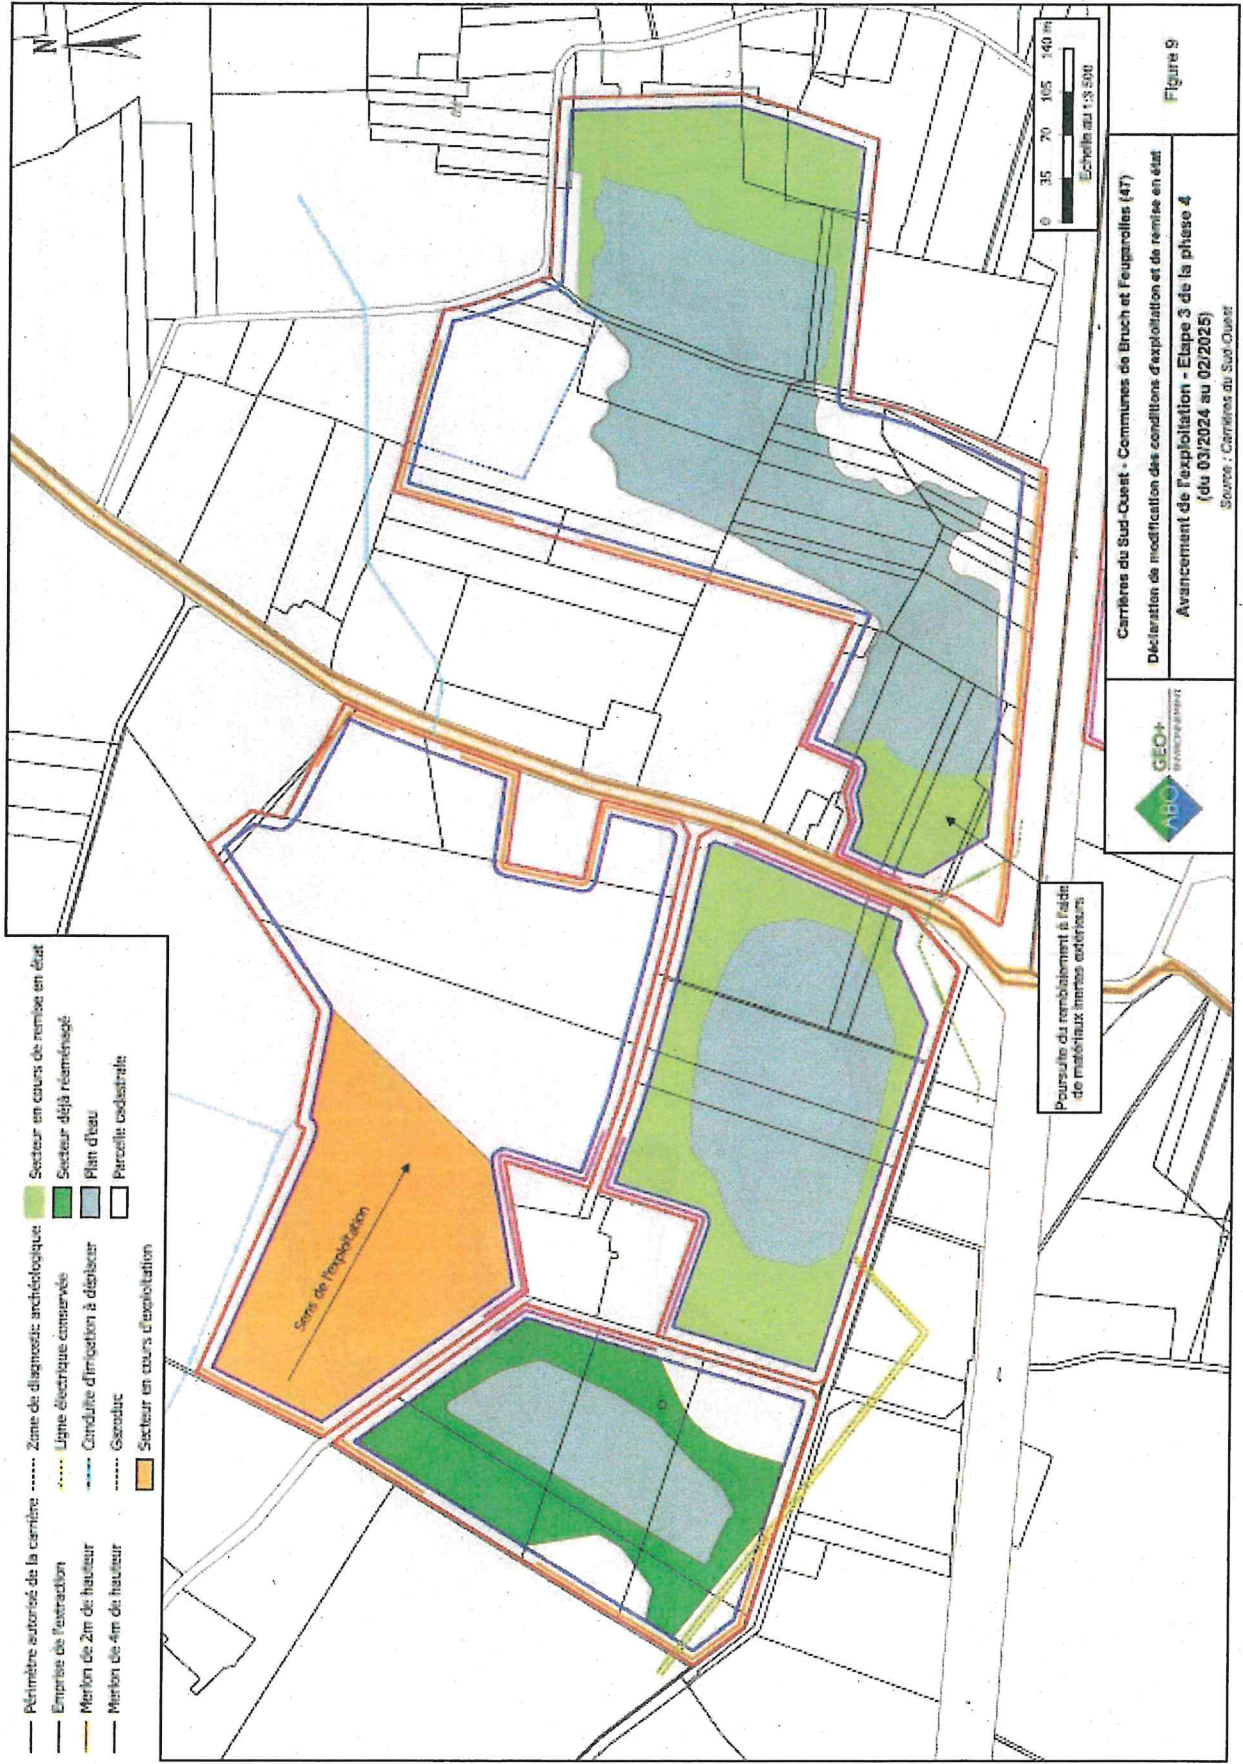 Périmètre autorisé de la carrière
Emprise de l'extraction
Merlon de 2m de hauteur
Merlon de 4m de hauteur
Zone de diagnostic archéologique
Ligne électrique conservée
Conduite d'irrigation à déplacer
Gazoduc
Secteur en cours d'exploitation
Secteur en cours de remise en état
Secteur déjà réaménagé
Plan d'eau
Parcelle cadastrale
N
Sens de l'exploitation
Poursuite du remblaiement à l'aide
de matériaux inertes extérieurs
0 35 70 105 140 m
Echelle au 1:3 500
ABO GEO+
ENVIRONNEMENT
Carrières du Sud-Ouest - Communes de Bruch et Feugarolles (47)
Déclaration de modification des conditions d'exploitation et de remise en état
Avancement de l'exploitation - Etape 3 de la phase 4
(du 03/2024 au 02/2025)
Source : Carrières du Sud-Ouest
Figure 9